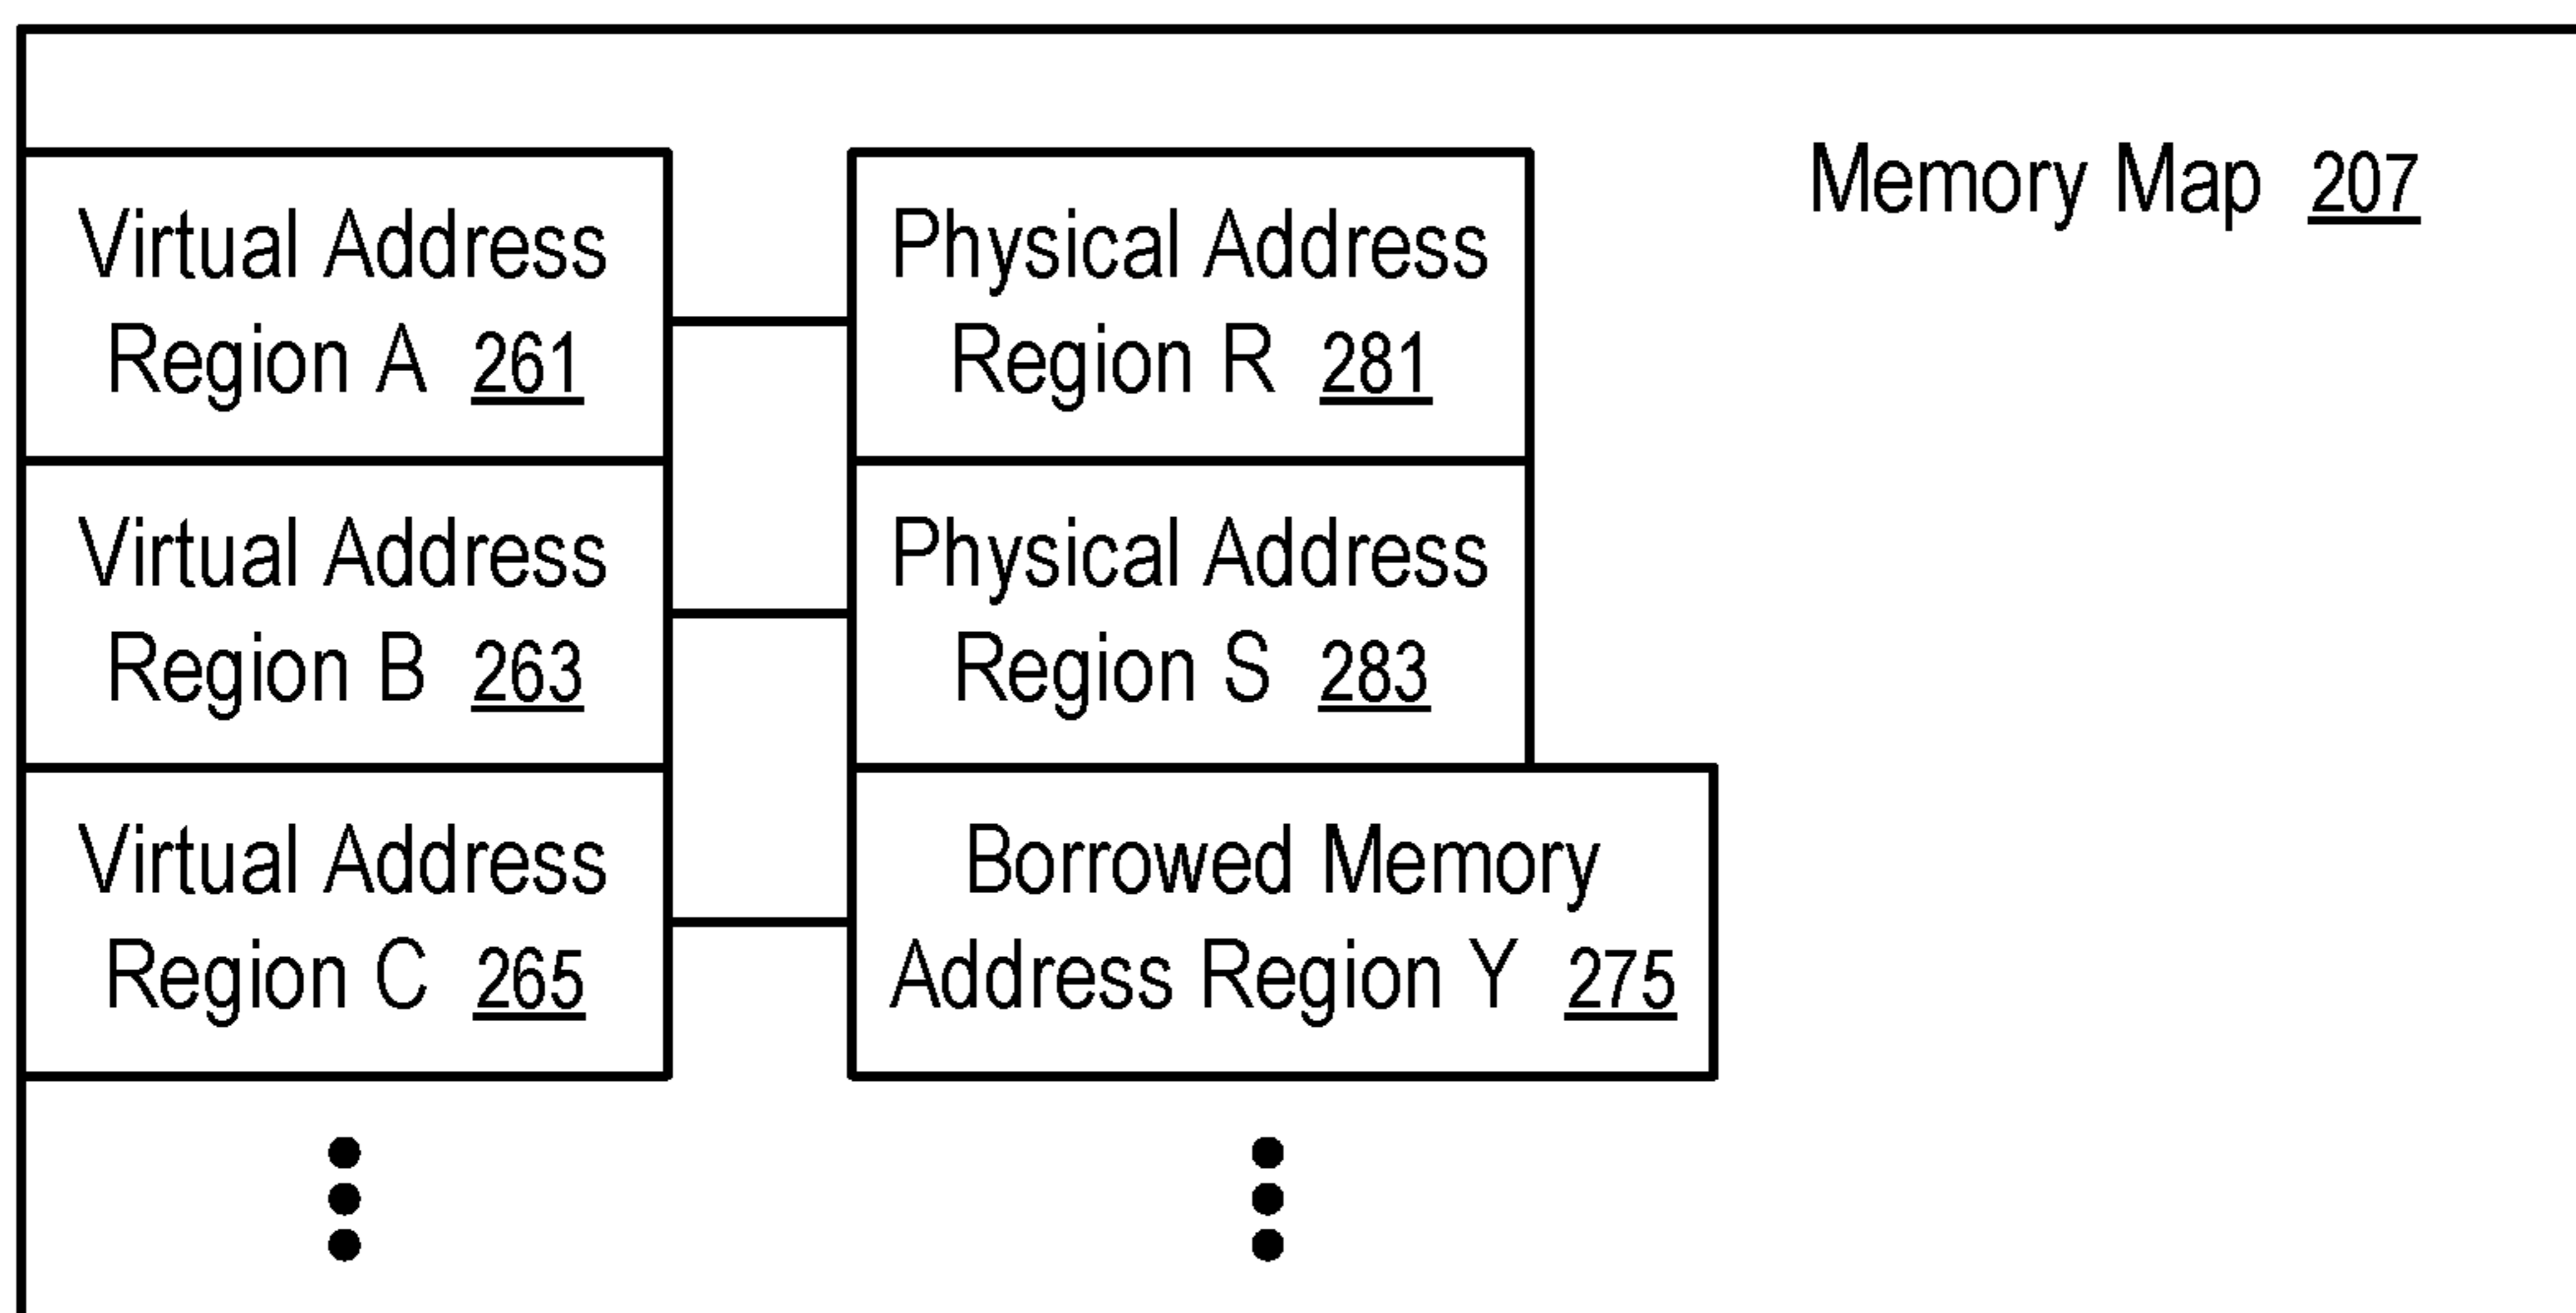 Memory Map 207
Virtual Address
Region A 261
Physical Address
Region R 281
Virtual Address
Region B 263
Physical Address
Region S 283
Virtual Address
Region C 265
Borrowed Memory
Address Region Y 275